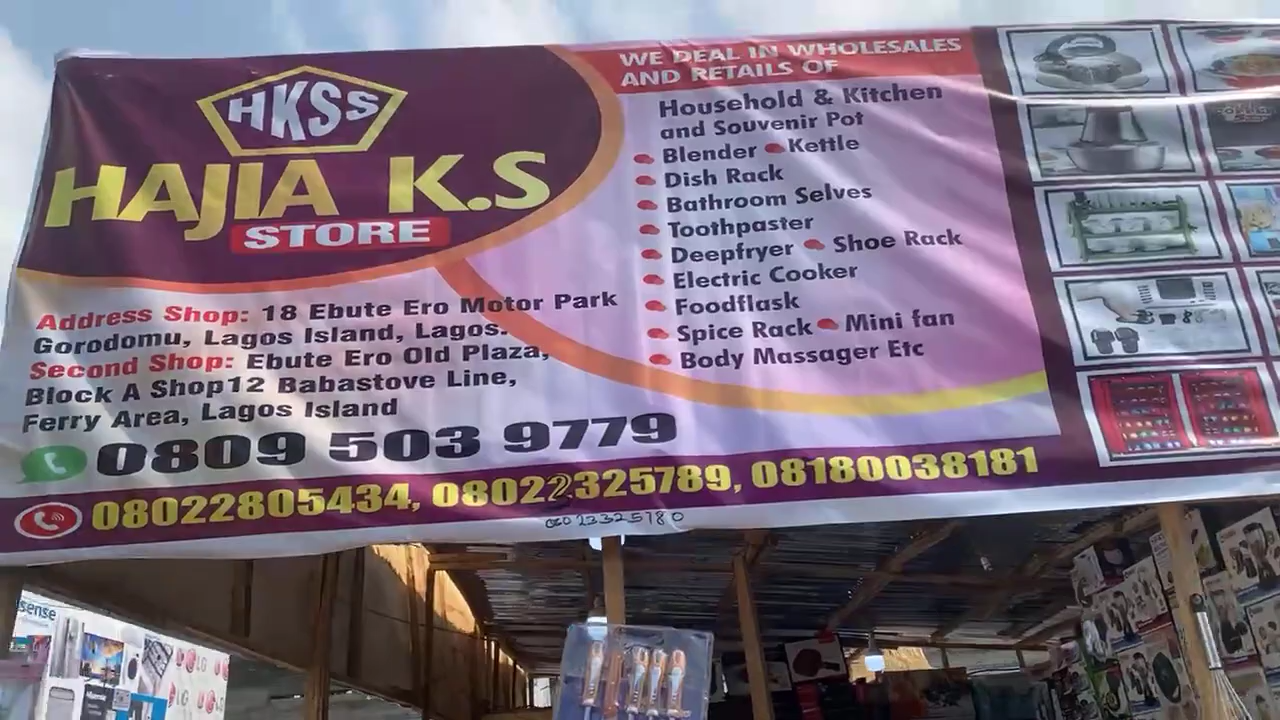 HKSS
HAJIA K.S
STORE
Address Shop: 18 Ebute Ero Motor Park
Gorodomu, Lagos Island, Lagos.
Second Shop: Ebute Ero Old Plaza,
Block A Shop12 Babastove Line,
Ferry Area, Lagos Island
0809 503 9779
08022805434, 08022325789, 08180038181
WE DEAL IN WHOLESALES
AND RETAILS OF
Household & Kitchen
and Souvenir Pot
Blender Kettle
Dish Rack
Bathroom Selves
Toothpaster
Deepfryer Shoe Rack
Electric Cooker
Foodflask
Spice Rack Mini fan
Body Massager Etc
LG